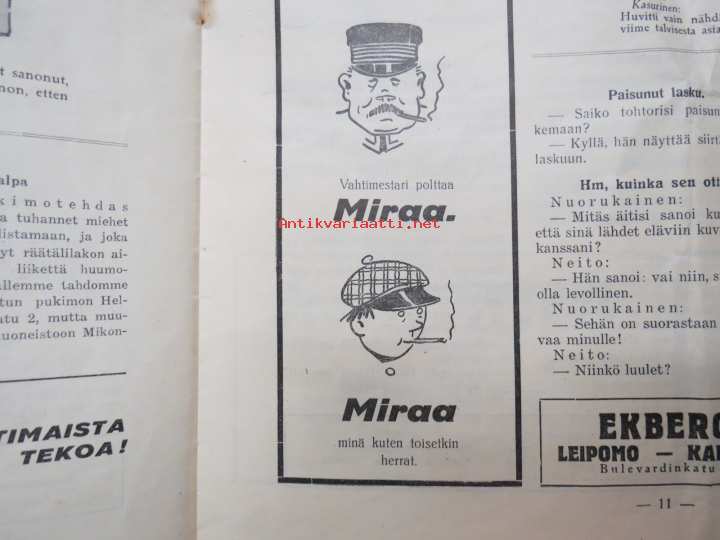 t sanonut,
non, etten
alpa
kimotehdas
a tuhannet miehet
listamaan, ja joka
yt räätälilakon ai-
liikettä huumo-
allemme tahdomme
tun pukimon Hel-
atu 2, mutta muu-
uoneistoon Mikon-
TIMAISTA
TEKOA!
Vahtimestari polttaa
Miraa.
Antikvariaatti.net
Miraa
minä kuten toisetkin
herrat.
Kasurinen:
Huvitti vain nähd
viime talvisesta asia
Paisunut lasku.
— Saiko tohtorisi paisun
kemaan?
— Kyllä, hän näyttää siirt
laskuun.
Hm, kuinka sen ott
Nuorukainen:
— Mitäs äitisi sanoi ku
että sinä lähdet eläviin kuv
kanssani?
Neito:
— Hän sanoi: vai niin, s
olla levollinen.
Nuorukainen:
— Sehän on suorastaan
vaa minulle!
Neito:
— Niinkö luulet?
EKBERG
LEIPOMO — KA
Bulevardinkatu
— 11 —